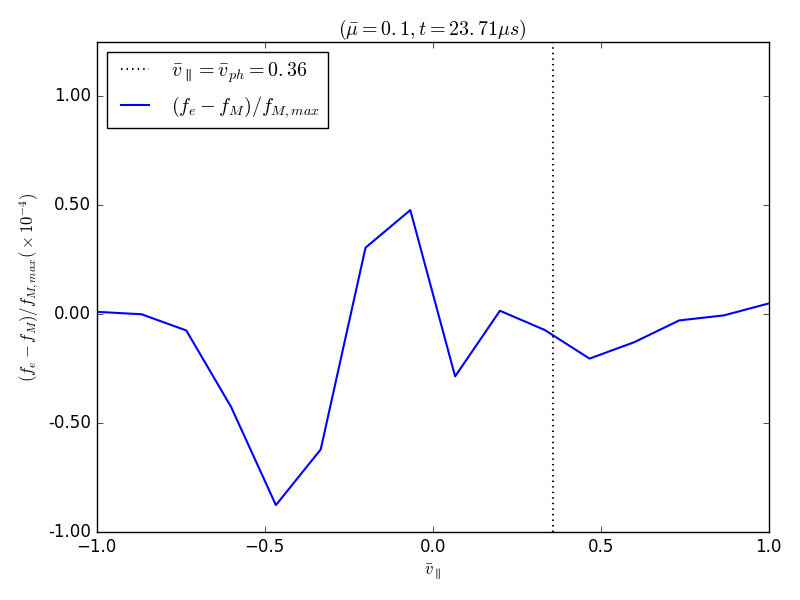 (μ̄ = 0.1, t = 23.71μs)
v̄∥ = v̄ph = 0.36
(fe − fM)/fM,max
1.00
0.50
0.00
-0.50
-1.00
(fe − fM)/fM,max(×10⁻⁴)
−1.0 −0.5 0.0 0.5 1.0
v̄∥